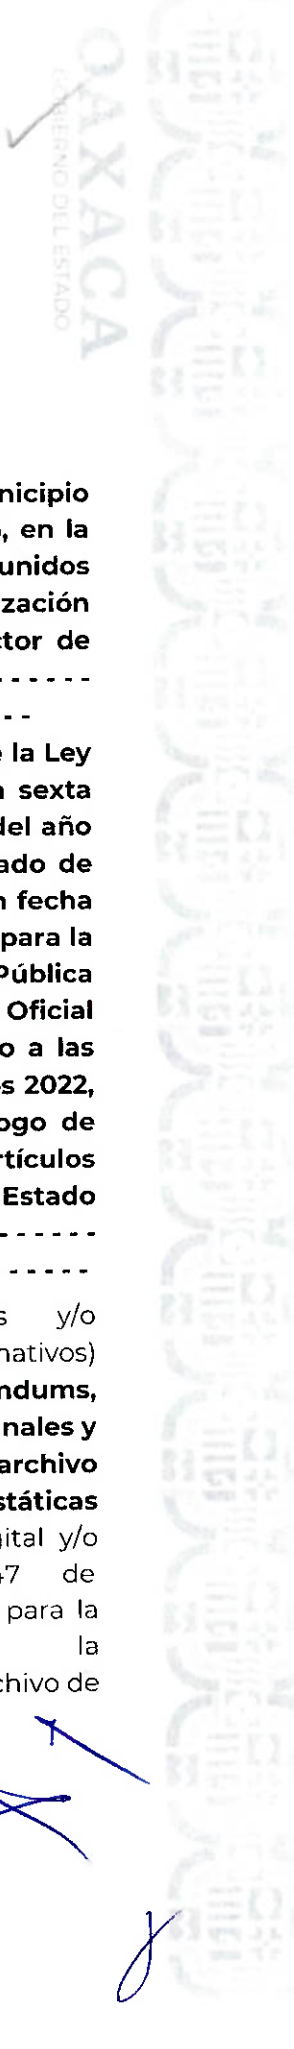 OAXACA
GOBIERNO DEL ESTADO
nicipio
, en la
unidos
zación
ctor de
- - - - - -
- - -
e la Ley
n sexta
del año
ado de
n fecha
para la
Pública
Oficial
o a las
s 2022,
ogo de
rtículos
Estado
- - - - - -
- - - - -
s y/o
nativos)
ndums,
nales y
archivo
státicas
gital y/o
47 de
para la
la
chivo de